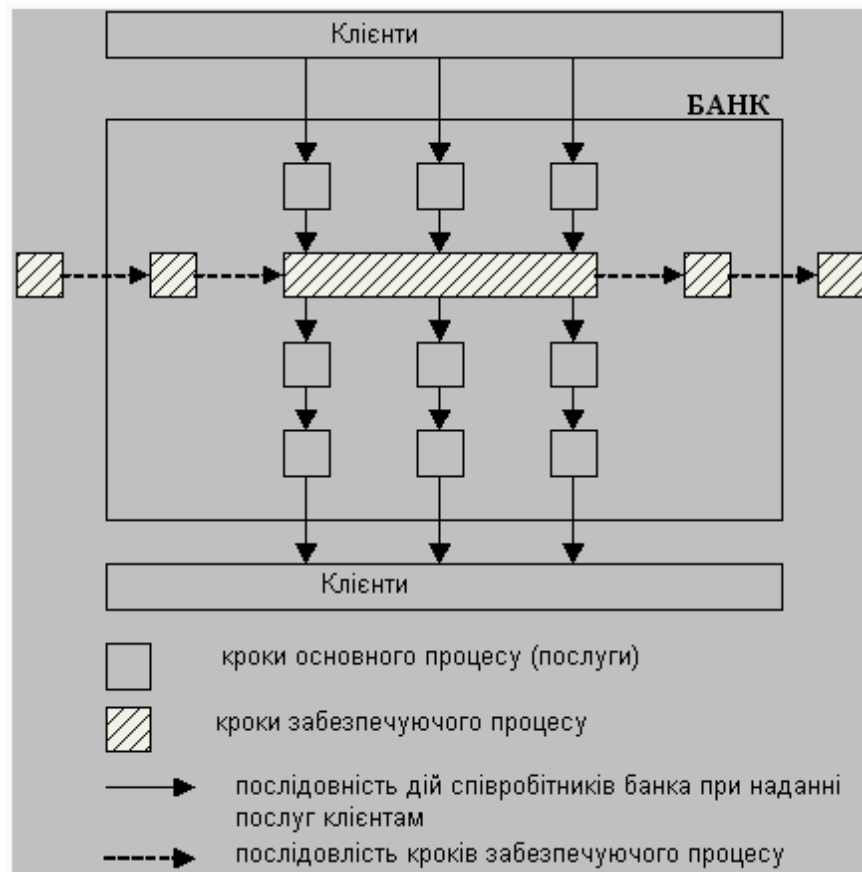 Клієнти
БАНК
Клієнти
кроки основного процесу (послуги)
кроки забезпечуючого процесу
послідовність дій співробітників банка при наданні
послуг клієнтам
послідовлість кроків забезпечуючого процесу